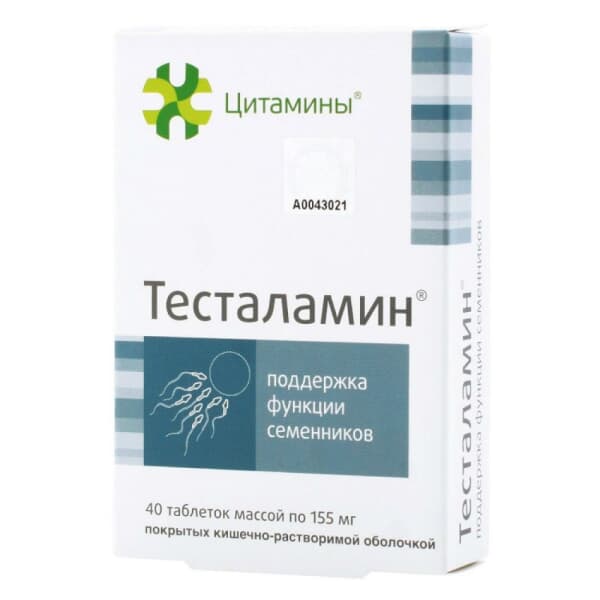 Цитамины®
A0043021
Тесталамин®
поддержка
функции
семенников
40 таблеток массой по 155 мг
покрытых кишечно-растворимой оболочкой
Тесталамин®
поддержка функции семенников